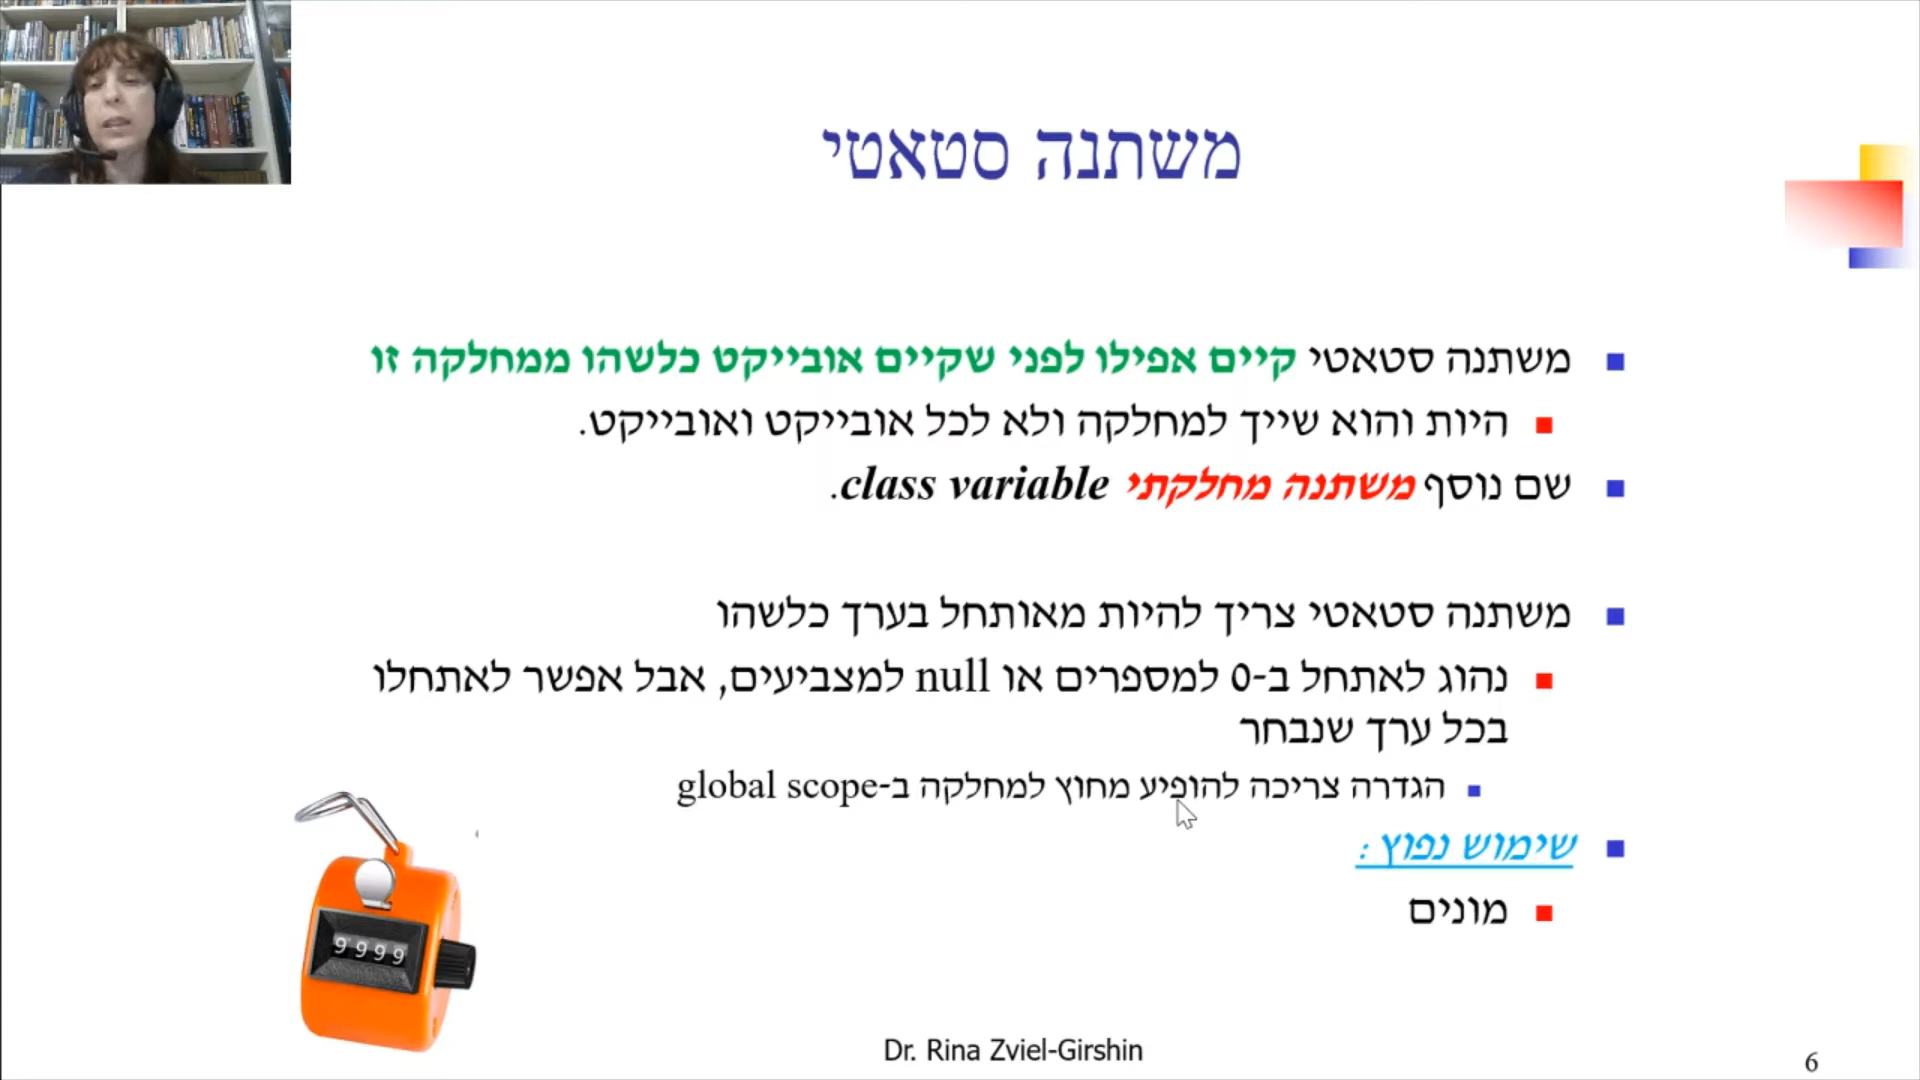 משתנה סטאטי
משתנה סטאטי קיים אפילו לפני שקיים אובייקט כלשהו ממחלקה זו
היות והוא שייך למחלקה ולא לכל אובייקט ואובייקט.
שם נוסף משתנה מחלקתי class variable.
משתנה סטאטי צריך להיות מאותחל בערך כלשהו
נהוג לאתחל ב-0 למספרים או null למצביעים, אבל אפשר לאתחלו
בכל ערך שנבחר
הגדרה צריכה להופיע מחוץ למחלקה ב-global scope
שימוש נפוץ :
מונים
9999
Dr. Rina Zviel-Girshin
6